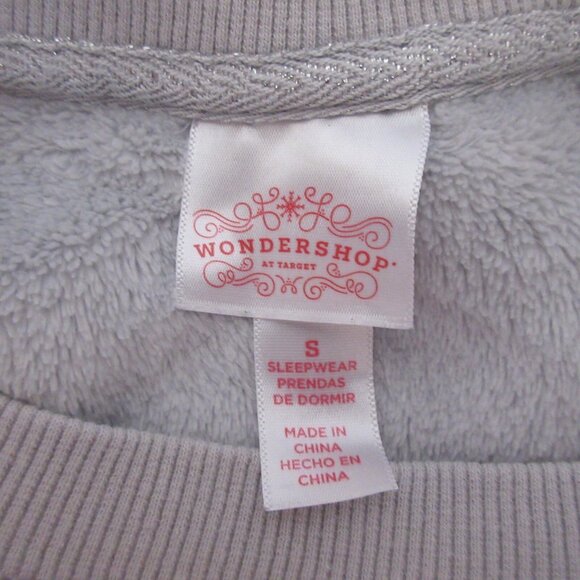 WONDERSHOP
AT TARGET
S
SLEEPWEAR
PRENDAS
DE DORMIR
MADE IN
CHINA
HECHO EN
CHINA